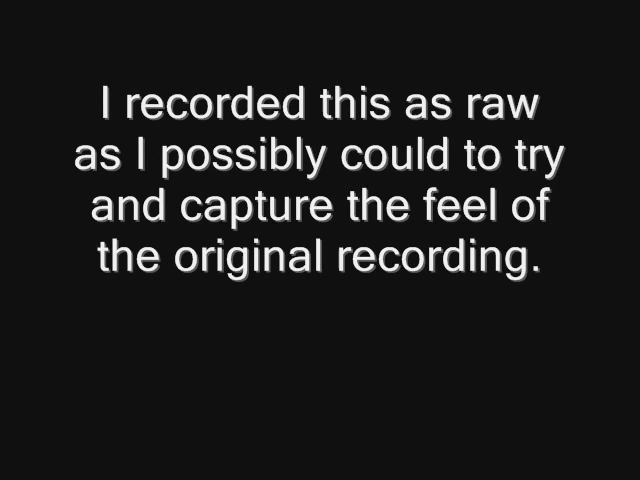 I recorded this as raw
as I possibly could to try
and capture the feel of
the original recording.